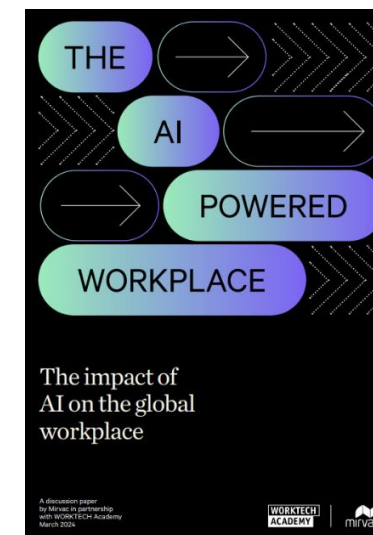 THE
AI
POWERED
WORKPLACE
The impact of
AI on the global
workplace
A discussion paper
by Mirvac in partnership
with WORKTECH Academy
March 2024
WORKTECH
ACADEMY
mirvac